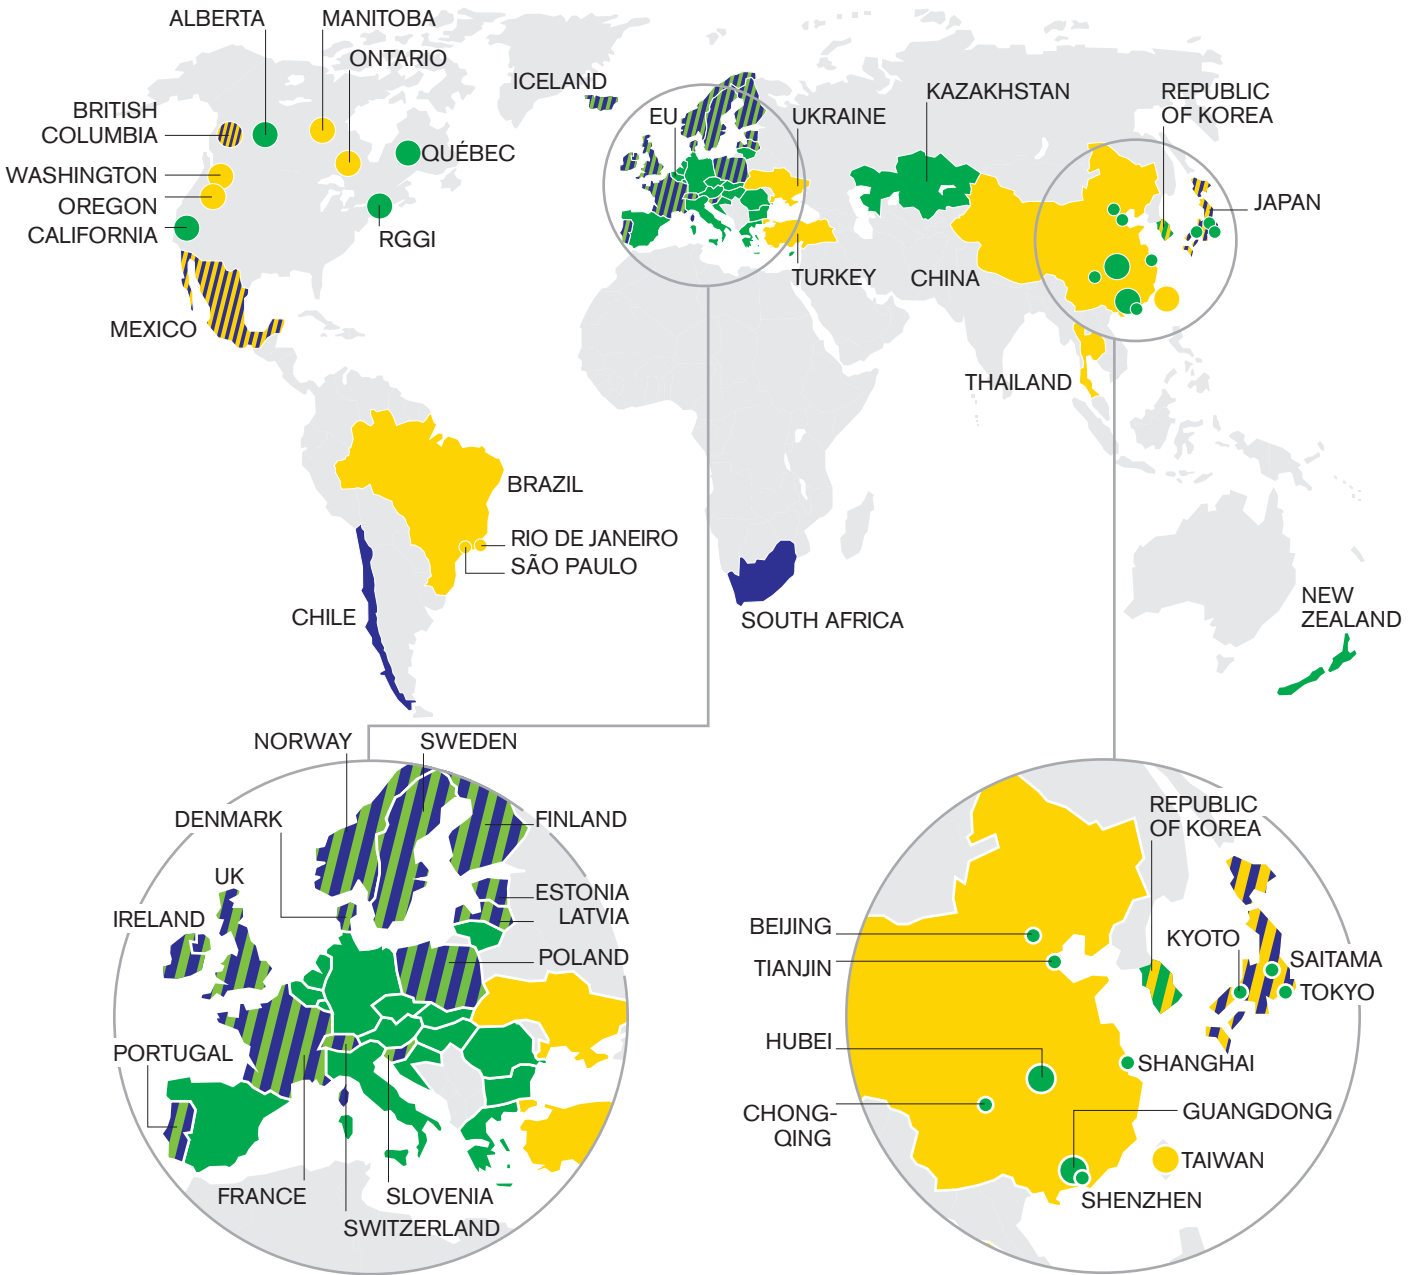 ALBERTA
MANITOBA
ONTARIO
ICELAND
BRITISH
COLUMBIA
EU
UKRAINE
KAZAKHSTAN
REPUBLIC
OF KOREA
QUÉBEC
WASHINGTON
OREGON
CALIFORNIA
RGGI
JAPAN
TURKEY
CHINA
MEXICO
THAILAND
BRAZIL
RIO DE JANEIRO
SÃO PAULO
CHILE
SOUTH AFRICA
NEW
ZEALAND
NORWAY
SWEDEN
DENMARK
FINLAND
UK
IRELAND
ESTONIA
LATVIA
POLAND
PORTUGAL
FRANCE
SLOVENIA
SWITZERLAND
REPUBLIC
OF KOREA
BEIJING
TIANJIN
KYOTO
SAITAMA
TOKYO
HUBEI
SHANGHAI
CHONG-
QING
GUANGDONG
TAIWAN
SHENZHEN